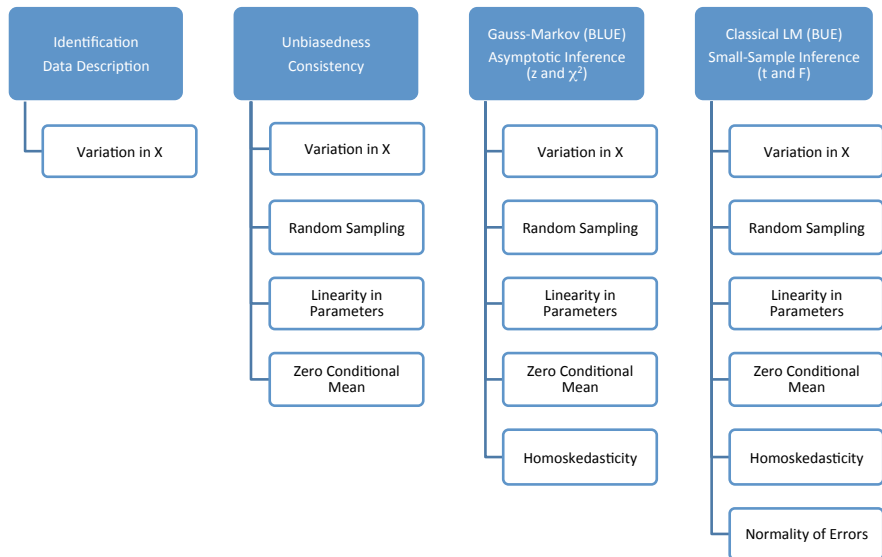 Identification
Data Description
Variation in X
Unbiasedness
Consistency
Variation in X
Random Sampling
Linearity in
Parameters
Zero Conditional
Mean
Gauss-Markov (BLUE)
Asymptotic Inference
(z and χ²)
Variation in X
Random Sampling
Linearity in
Parameters
Zero Conditional
Mean
Homoskedasticity
Classical LM (BUE)
Small-Sample Inference
(t and F)
Variation in X
Random Sampling
Linearity in
Parameters
Zero Conditional
Mean
Homoskedasticity
Normality of Errors